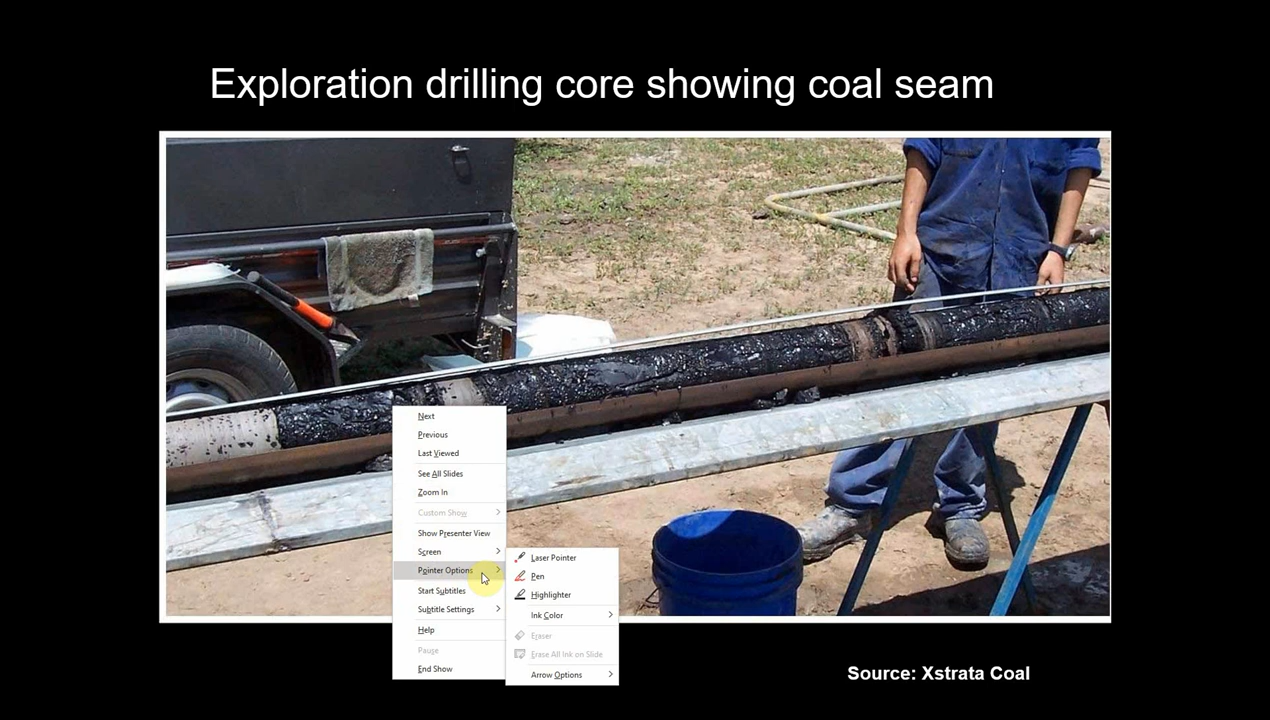 Exploration drilling core showing coal seam
Next
Previous
Last Viewed
See All Slides
Zoom In
Custom Show
Show Presenter View
Screen
Pointer Options
Start Subtitles
Subtitle Settings
Help
Pause
End Show
Laser Pointer
Pen
Highlighter
Ink Color
Eraser
Erase All Ink on Slide
Arrow Options
Source: Xstrata Coal